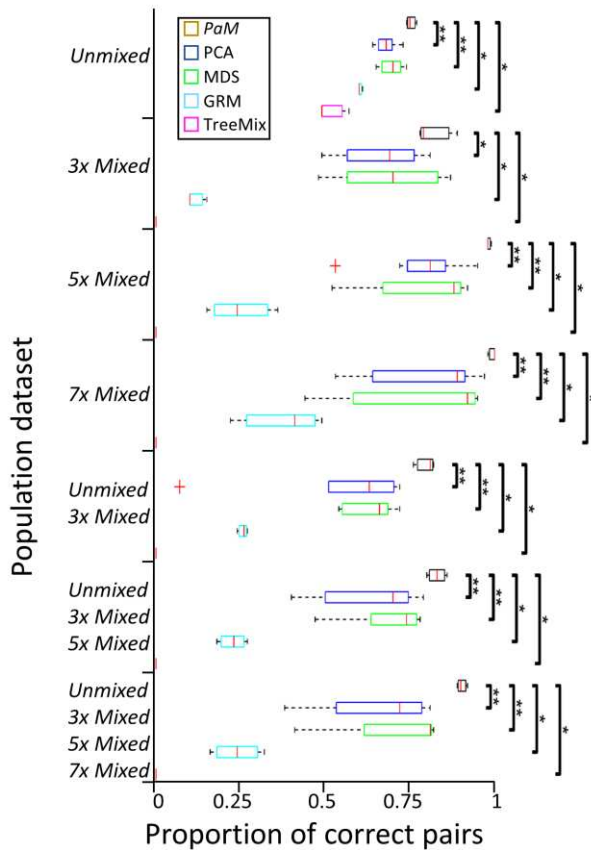 PaM
PCA
MDS
GRM
TreeMix
Unmixed
3x Mixed
5x Mixed
7x Mixed
Unmixed
3x Mixed
Unmixed
3x Mixed
5x Mixed
Unmixed
3x Mixed
5x Mixed
7x Mixed
Population dataset
** ** * *
* * *
** ** * *
** ** * *
** ** * *
** ** * *
** ** * *
0 0.25 0.5 0.75 1
Proportion of correct pairs